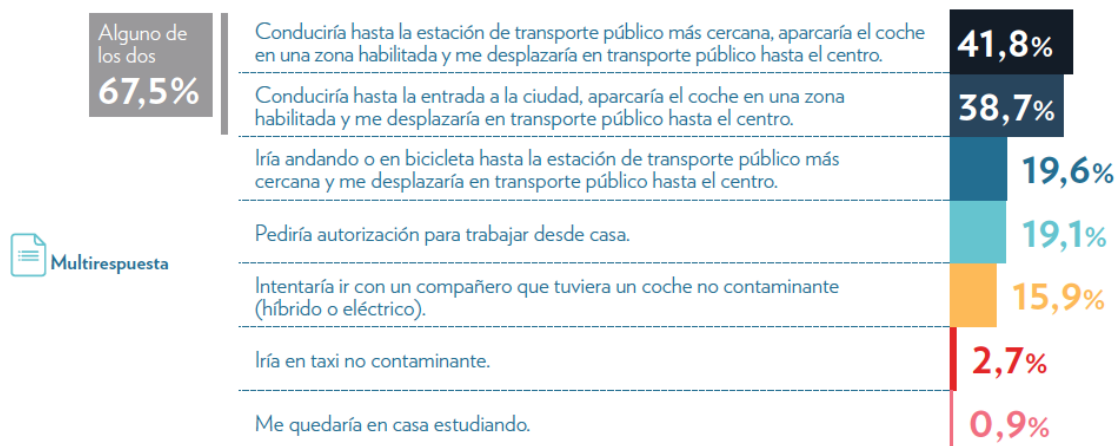 Alguno de
los dos
67,5%
Conduciría hasta la estación de transporte público más cercana, aparcaría el coche
en una zona habilitada y me desplazaría en transporte público hasta el centro.
41,8%
Conduciría hasta la entrada a la ciudad, aparcaría el coche en una zona
habilitada y me desplazaría en transporte público hasta el centro.
38,7%
Iría andando o en bicicleta hasta la estación de transporte público más
cercana y me desplazaría en transporte público hasta el centro.
19,6%
Pediría autorización para trabajar desde casa.
19,1%
Multirespuesta
Intentaría ir con un compañero que tuviera un coche no contaminante
(híbrido o eléctrico).
15,9%
Iría en taxi no contaminante.
2,7%
Me quedaría en casa estudiando.
0,9%